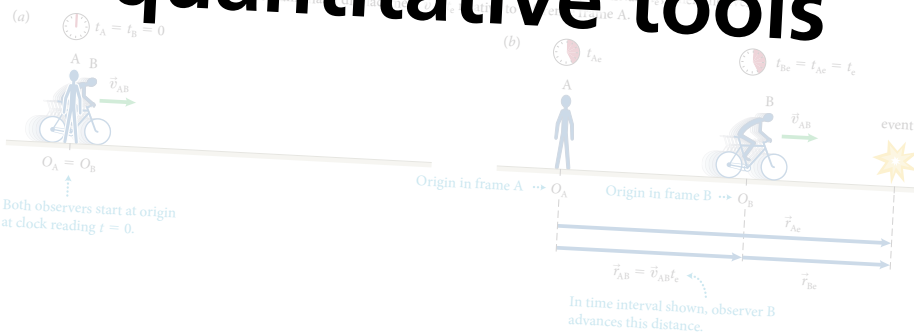 quantitative tools
(a)
t_A = t_B = 0
A B
v⃗_AB
O_A = O_B
Both observers start at origin
at clock reading t = 0.
(b)
t_Ae
t_Be = t_Ae = t_e
A
B
v⃗_AB
event
Origin in frame A
O_A
Origin in frame B
O_B
r⃗_Ae
r⃗_AB = v⃗_AB t_e
r⃗_Be
In time interval shown, observer B
advances this distance.